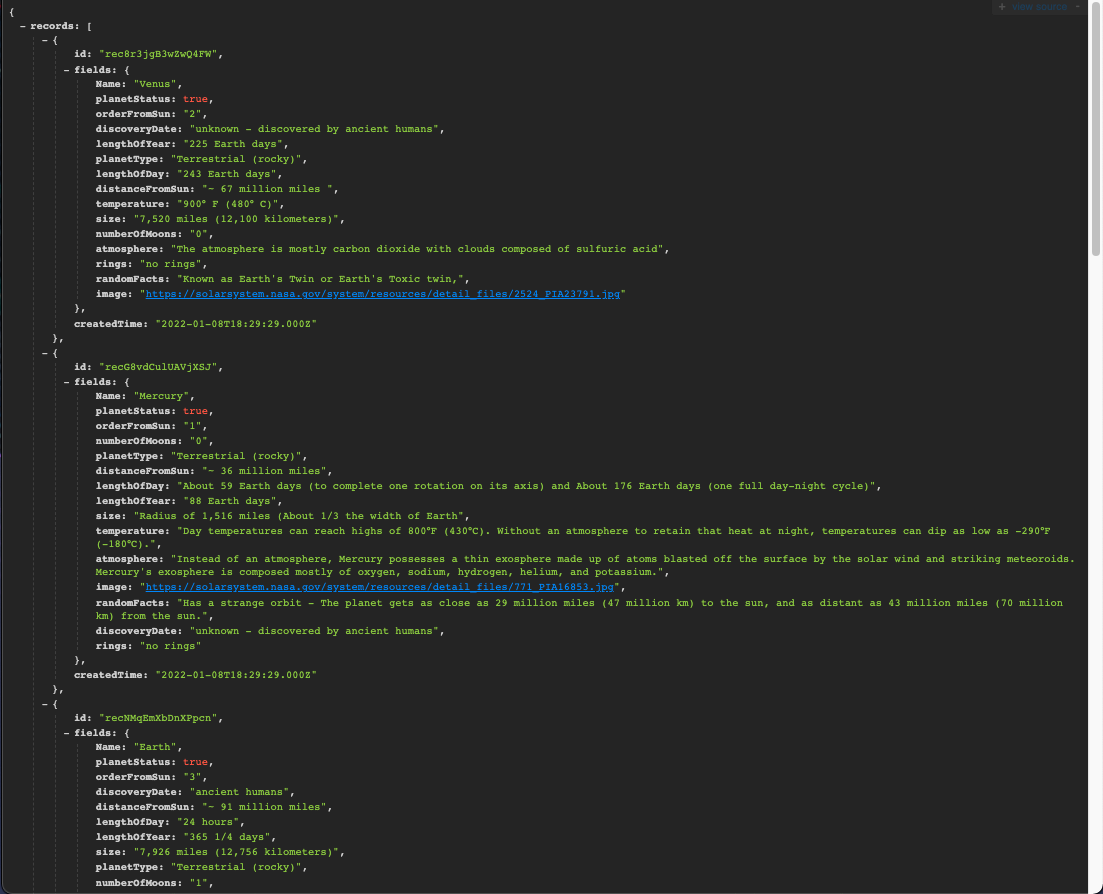 + view source
{
– records: [
– {
id: "rec8r3jgB3wZwQ4FW",
– fields: {
Name: "Venus",
planetStatus: true,
orderFromSun: "2",
discoveryDate: "unknown – discovered by ancient humans",
lengthOfYear: "225 Earth days",
planetType: "Terrestrial (rocky)",
lengthOfDay: "243 Earth days",
distanceFromSun: "~ 67 million miles ",
temperature: "900° F (480° C)",
size: "7,520 miles (12,100 kilometers)",
numberOfMoons: "0",
atmosphere: "The atmosphere is mostly carbon dioxide with clouds composed of sulfuric acid",
rings: "no rings",
randomFacts: "Known as Earth's Twin or Earth's Toxic twin,",
image: "https://solarsystem.nasa.gov/system/resources/detail_files/2524_PIA23791.jpg"
},
createdTime: "2022-01-08T18:29:29.000Z"
},
– {
id: "recG8vdCulUAVjXSJ",
– fields: {
Name: "Mercury",
planetStatus: true,
orderFromSun: "1",
numberOfMoons: "0",
planetType: "Terrestrial (rocky)",
distanceFromSun: "~ 36 million miles",
lengthOfDay: "About 59 Earth days (to complete one rotation on its axis) and About 176 Earth days (one full day-night cycle)",
lengthOfYear: "88 Earth days",
size: "Radius of 1,516 miles (About 1/3 the width of Earth",
temperature: "Day temperatures can reach highs of 800°F (430°C). Without an atmosphere to retain that heat at night, temperatures can dip as low as -290°F
(-180°C).",
atmosphere: "Instead of an atmosphere, Mercury possesses a thin exosphere made up of atoms blasted off the surface by the solar wind and striking meteoroids.
Mercury's exosphere is composed mostly of oxygen, sodium, hydrogen, helium, and potassium.",
image: "https://solarsystem.nasa.gov/system/resources/detail_files/771_PIA16853.jpg",
randomFacts: "Has a strange orbit – The planet gets as close as 29 million miles (47 million km) to the sun, and as distant as 43 million miles (70 million
km) from the sun.",
discoveryDate: "unknown – discovered by ancient humans",
rings: "no rings"
},
createdTime: "2022-01-08T18:29:29.000Z"
},
– {
id: "recNMqEmXbDnXPpcn",
– fields: {
Name: "Earth",
planetStatus: true,
orderFromSun: "3",
discoveryDate: "ancient humans",
distanceFromSun: "~ 91 million miles",
lengthOfDay: "24 hours",
lengthOfYear: "365 1/4 days",
size: "7,926 miles (12,756 kilometers)",
planetType: "Terrestrial (rocky)",
numberOfMoons: "1",